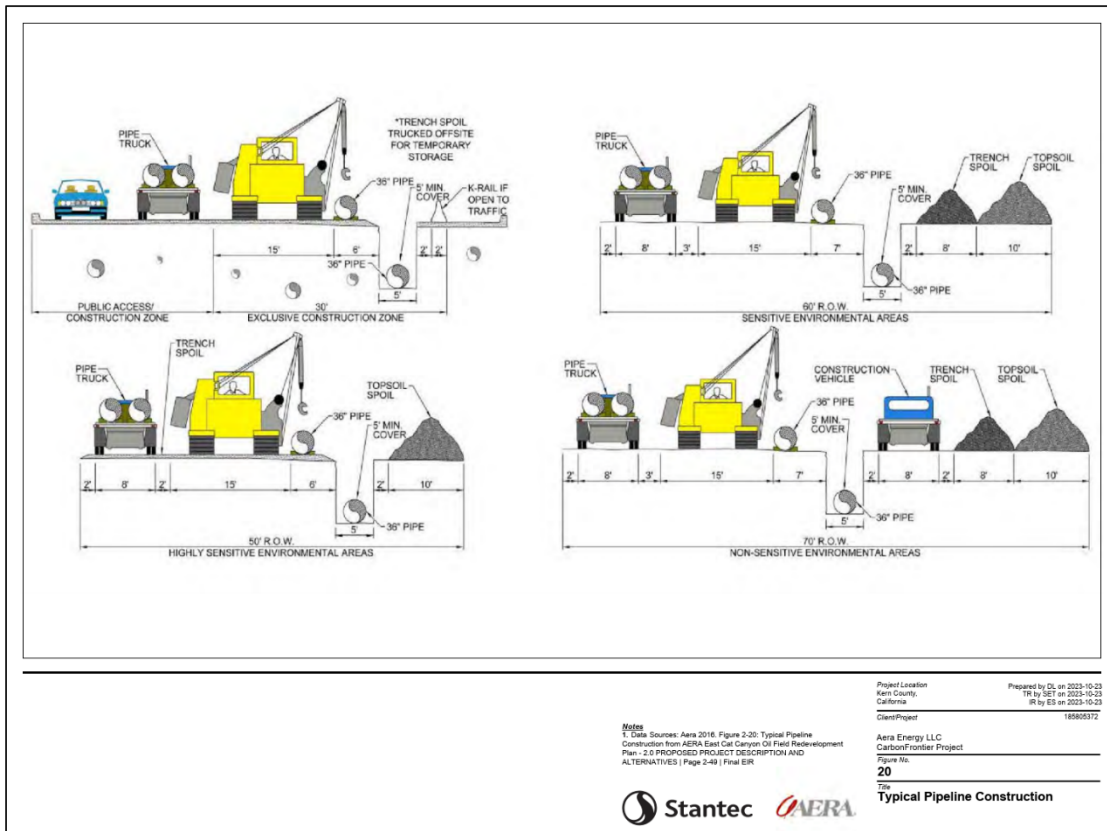 PIPE
TRUCK
*TRENCH SPOIL
TRUCKED OFFSITE
FOR TEMPORARY
STORAGE
36" PIPE
5' MIN.
COVER
K-RAIL IF
OPEN TO
TRAFFIC
15'
6'
2'
2'
36" PIPE
5'
30'
PUBLIC ACCESS/
CONSTRUCTION ZONE
EXCLUSIVE CONSTRUCTION ZONE
PIPE
TRUCK
36" PIPE
5' MIN.
COVER
TRENCH
SPOIL
TOPSOIL
SPOIL
2'
8'
3'
15'
7'
2'
8'
10'
36" PIPE
5'
60' R.O.W.
SENSITIVE ENVIRONMENTAL AREAS
TRENCH
SPOIL
PIPE
TRUCK
36" PIPE
5' MIN.
COVER
TOPSOIL
SPOIL
2'
8'
2'
15'
6'
2'
10'
36" PIPE
5'
50' R.O.W.
HIGHLY SENSITIVE ENVIRONMENTAL AREAS
PIPE
TRUCK
36" PIPE
5' MIN.
COVER
CONSTRUCTION
VEHICLE
TRENCH
SPOIL
TOPSOIL
SPOIL
2'
8'
3'
15'
7'
2'
8'
2'
8'
10'
36" PIPE
5'
70' R.O.W.
NON-SENSITIVE ENVIRONMENTAL AREAS
Notes
1. Data Sources: Aera 2016. Figure 2-20: Typical Pipeline
Construction from AERA East Cat Canyon Oil Field Redevelopment
Plan - 2.0 PROPOSED PROJECT DESCRIPTION AND
ALTERNATIVES | Page 2-49 | Final EIR
Stantec
AERA
Project Location
Kern County,
California
Prepared by DL on 2023-10-23
TR by SET on 2023-10-23
IR by ES on 2023-10-23
Client/Project
185805372
Aera Energy LLC
CarbonFrontier Project
Figure No.
20
Title
Typical Pipeline Construction